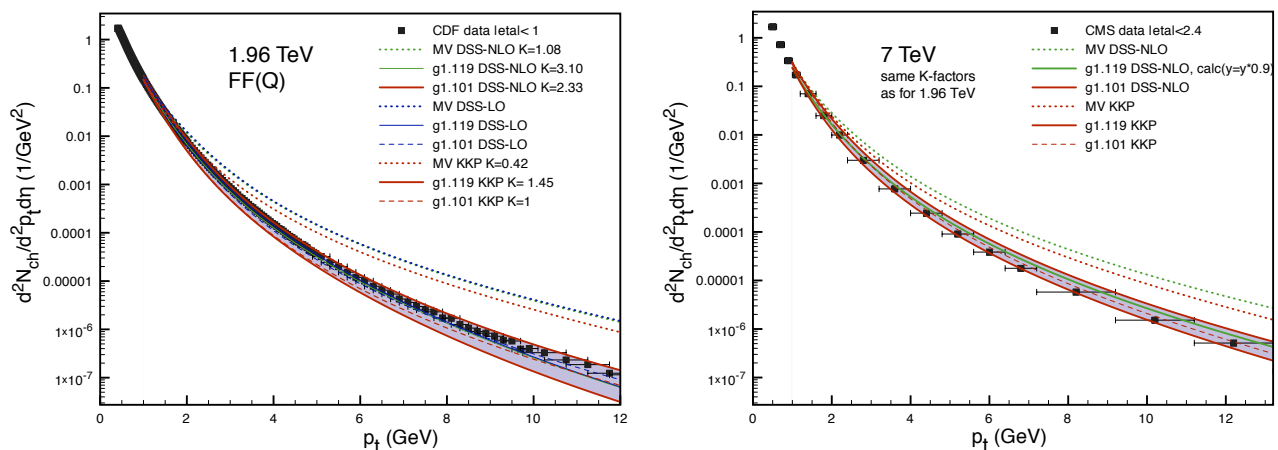 1.96 TeV
FF(Q)
CDF data letal< 1
MV DSS-NLO K=1.08
g1.119 DSS-NLO K=3.10
g1.101 DSS-NLO K=2.33
MV DSS-LO
g1.119 DSS-LO
g1.101 DSS-LO
MV KKP K=0.42
g1.119 KKP K= 1.45
g1.101 KKP K=1
d²N_ch/d²p_tdη (1/GeV²)
1
0.1
0.01
0.001
0.0001
0.00001
1×10⁻⁶
1×10⁻⁷
0 2 4 6 8 10 12
p_t (GeV)
7 TeV
same K-factors
as for 1.96 TeV
CMS data letal<2.4
MV DSS-NLO
g1.119 DSS-NLO, calc(y=y*0.9)
g1.101 DSS-NLO
MV KKP
g1.119 KKP
g1.101 KKP
d²N_ch/d²p_tdη (1/GeV²)
1
0.1
0.01
0.001
0.0001
0.00001
1×10⁻⁶
1×10⁻⁷
0 2 4 6 8 10 12
p_t (GeV)